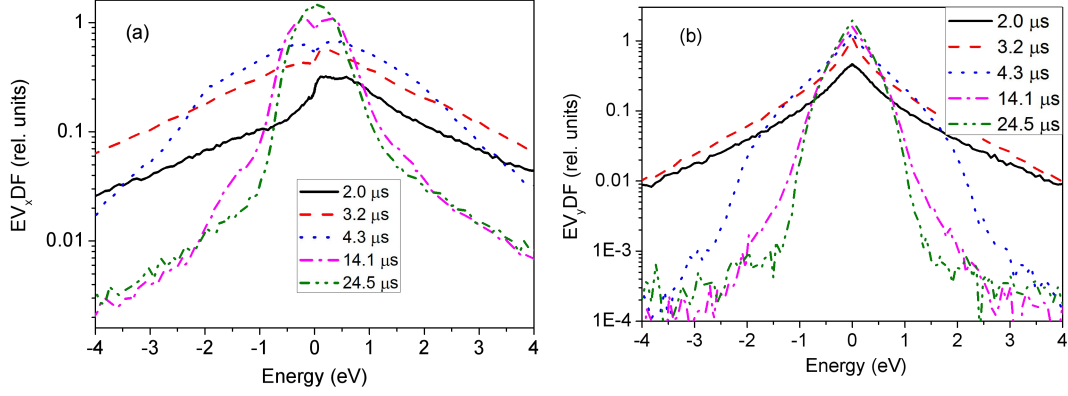 (a)
EVxDF (rel. units)
1
0.1
0.01
2.0 μs
3.2 μs
4.3 μs
14.1 μs
24.5 μs
-4 -3 -2 -1 0 1 2 3 4
Energy (eV)
(b)
EVyDF (rel. units)
1
0.1
0.01
1E-3
1E-4
2.0 μs
3.2 μs
4.3 μs
14.1 μs
24.5 μs
-4 -3 -2 -1 0 1 2 3 4
Energy (eV)